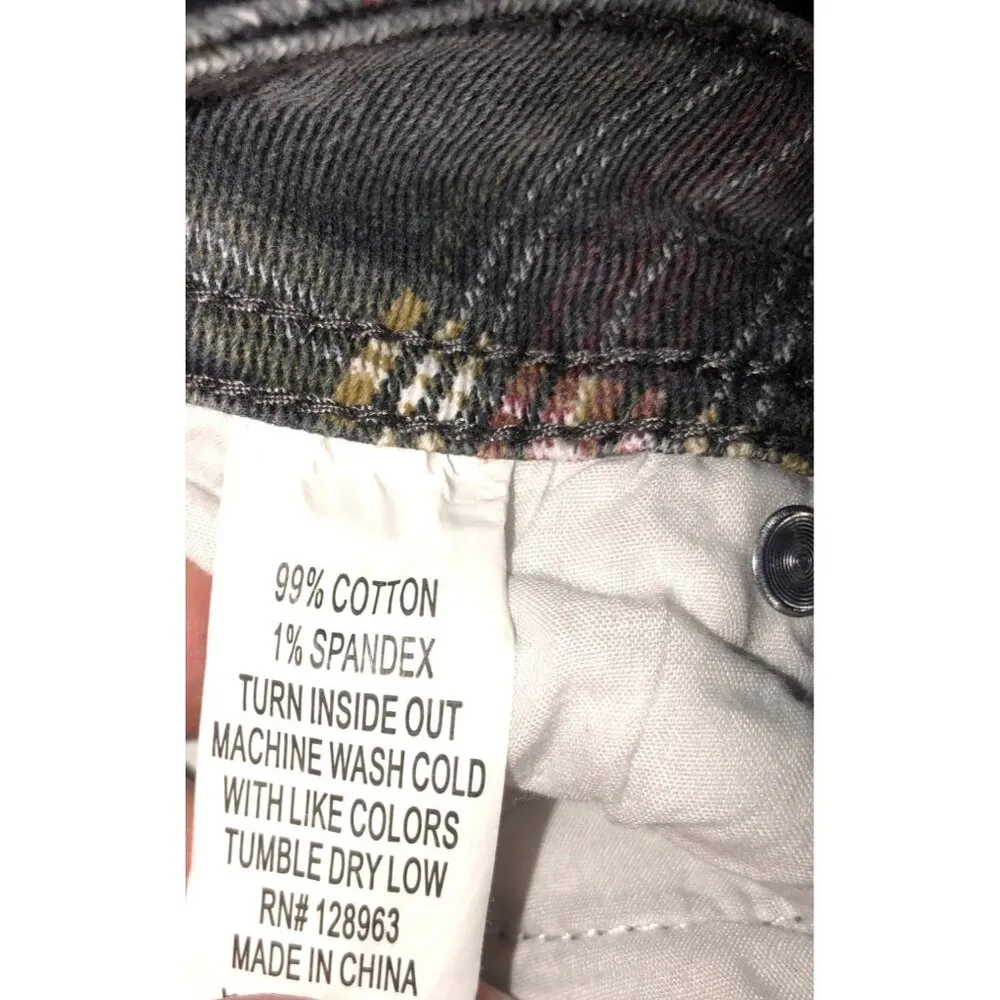 99% COTTON
1% SPANDEX
TURN INSIDE OUT
MACHINE WASH COLD
WITH LIKE COLORS
TUMBLE DRY LOW
RN# 128963
MADE IN CHINA